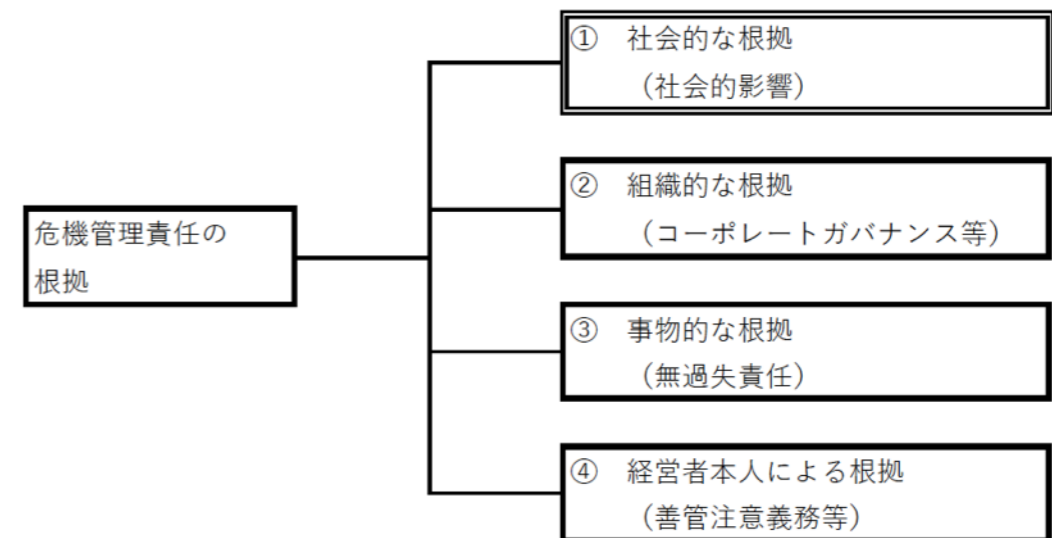 危機管理責任の
根拠
① 社会的な根拠
（社会的影響）
② 組織的な根拠
（コーポレートガバナンス等）
③ 事物的な根拠
（無過失責任）
④ 経営者本人による根拠
（善管注意義務等）